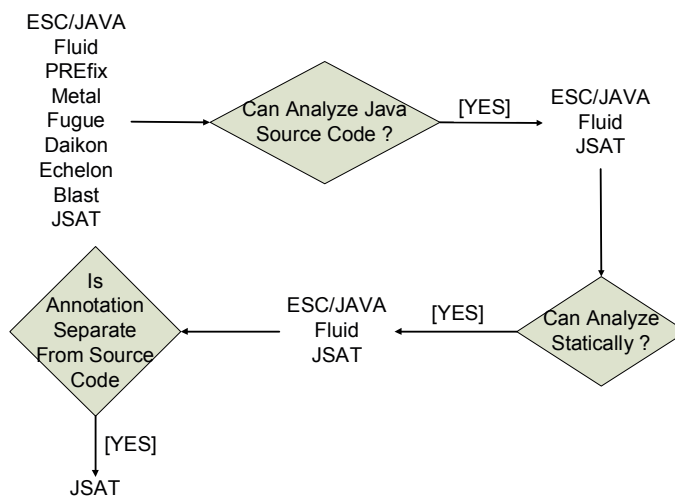 ESC/JAVA
Fluid
PREfix
Metal
Fugue
Daikon
Echelon
Blast
JSAT
Can Analyze Java
Source Code ?
[YES]
ESC/JAVA
Fluid
JSAT
Can Analyze
Statically ?
[YES]
ESC/JAVA
Fluid
JSAT
Is
Annotation
Separate
From Source
Code
[YES]
JSAT